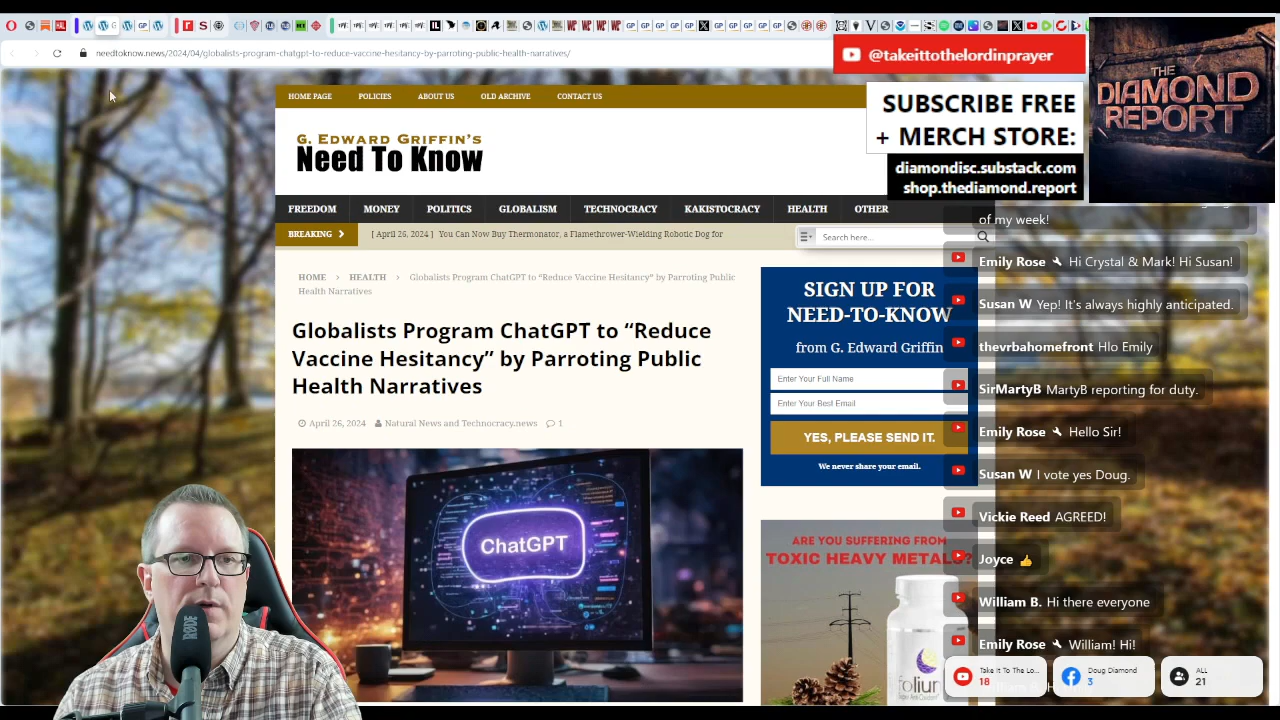 needtoknow.news/2024/04/globalists-program-chatgpt-to-reduce-vaccine-hesitancy-by-parroting-public-health-narratives/
@takeittothelordinprayer
THE
DIAMOND
REPORT
SUBSCRIBE FREE
+ MERCH STORE:
diamondisc.substack.com
shop.thediamond.report
HOME PAGE POLICIES ABOUT US OLD ARCHIVE CONTACT US
G. EDWARD GRIFFIN'S
Need To Know
FREEDOM MONEY POLITICS GLOBALISM TECHNOCRACY KAKISTOCRACY HEALTH OTHER
BREAKING [ April 26, 2024 ] You Can Now Buy Thermonator, a Flamethrower-Wielding Robotic Dog for
Search here...
HOME HEALTH Globalists Program ChatGPT to “Reduce Vaccine Hesitancy” by Parroting Public
Health Narratives
Globalists Program ChatGPT to “Reduce
Vaccine Hesitancy” by Parroting Public
Health Narratives
April 26, 2024 Natural News and Technocracy.news 1
ChatGPT
SIGN UP FOR
NEED-TO-KNOW
from G. Edward Griffin
Enter Your Full Name
Enter Your Best Email
YES, PLEASE SEND IT.
We never share your email.
ARE YOU SUFFERING FROM
TOXIC HEAVY METALS?
foliun
RØDE
of my week!
Emily Rose Hi Crystal & Mark! Hi Susan!
Susan W Yep! It's always highly anticipated.
thevrbahomefront Hlo Emily
SirMartyB MartyB reporting for duty.
Emily Rose Hello Sir!
Susan W I vote yes Doug.
Vickie Reed AGREED!
Joyce 👍
William B. Hi there everyone
Emily Rose William! Hi!
Take It To The Lo...
18
Doug Diamond
3
ALL
21